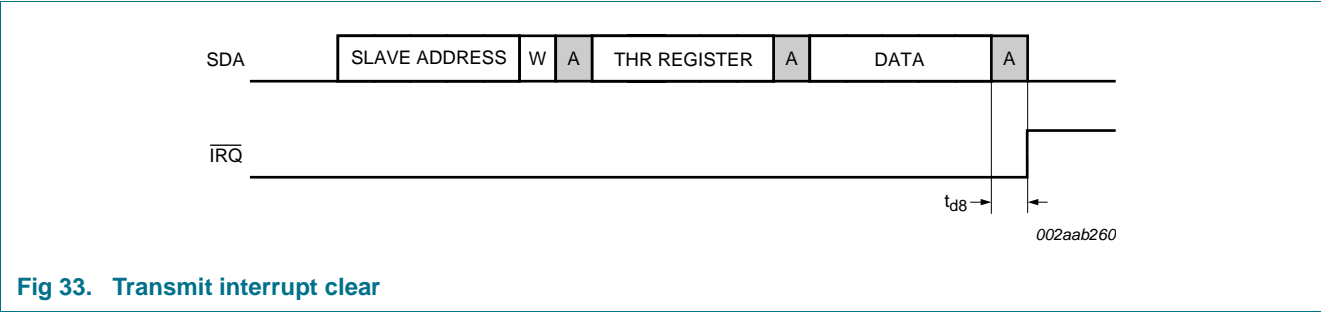 SDA SLAVE ADDRESS W A THR REGISTER A DATA A
IRQ
td8
002aab260
Fig 33. Transmit interrupt clear